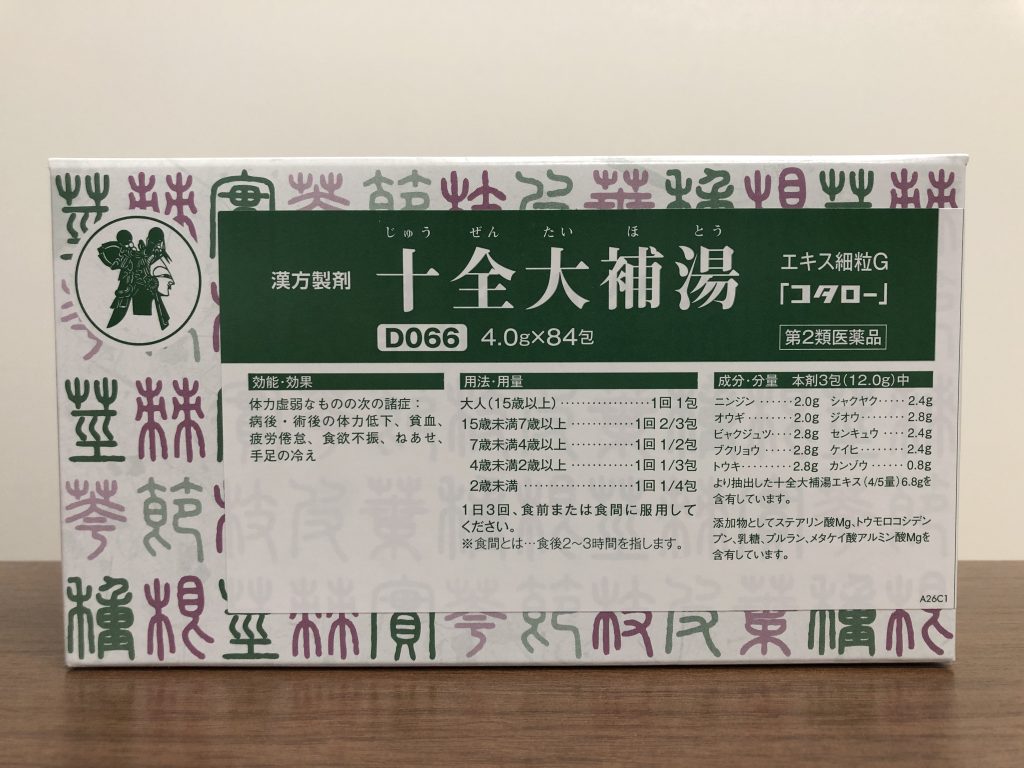 じゅう ぜん たい ほ とう
漢方製剤 十全大補湯 エキス細粒G
「コタロー」
D066 4.0g×84包 第2類医薬品
効能・効果
体力虚弱なものの次の諸症:
病後・術後の体力低下、貧血、
疲労倦怠、食欲不振、ねあせ、
手足の冷え
用法・用量
大人(15歳以上)‥‥‥‥‥‥1回 1包
15歳未満7歳以上‥‥‥‥‥1回 2/3包
7歳未満4歳以上‥‥‥‥‥1回 1/2包
4歳未満2歳以上‥‥‥‥‥1回 1/3包
2歳未満‥‥‥‥‥‥‥‥‥1回 1/4包
1日3回、食前または食間に服用して
ください。
※食間とは…食後2~3時間を指します。
成分・分量 本剤3包(12.0g)中
ニンジン‥‥‥2.0g シャクヤク‥‥2.4g
オウギ‥‥‥‥2.0g ジオウ‥‥‥‥2.8g
ビャクジュツ‥2.8g センキュウ‥‥2.4g
ブクリョウ‥‥2.8g ケイヒ‥‥‥‥2.4g
トウキ‥‥‥‥2.8g カンゾウ‥‥‥0.8g
より抽出した十全大補湯エキス(4/5量)6.8gを
含有しています。
添加物としてステアリン酸Mg、トウモロコシデン
プン、乳糖、プルラン、メタケイ酸アルミン酸Mgを
含有しています。
A26C1